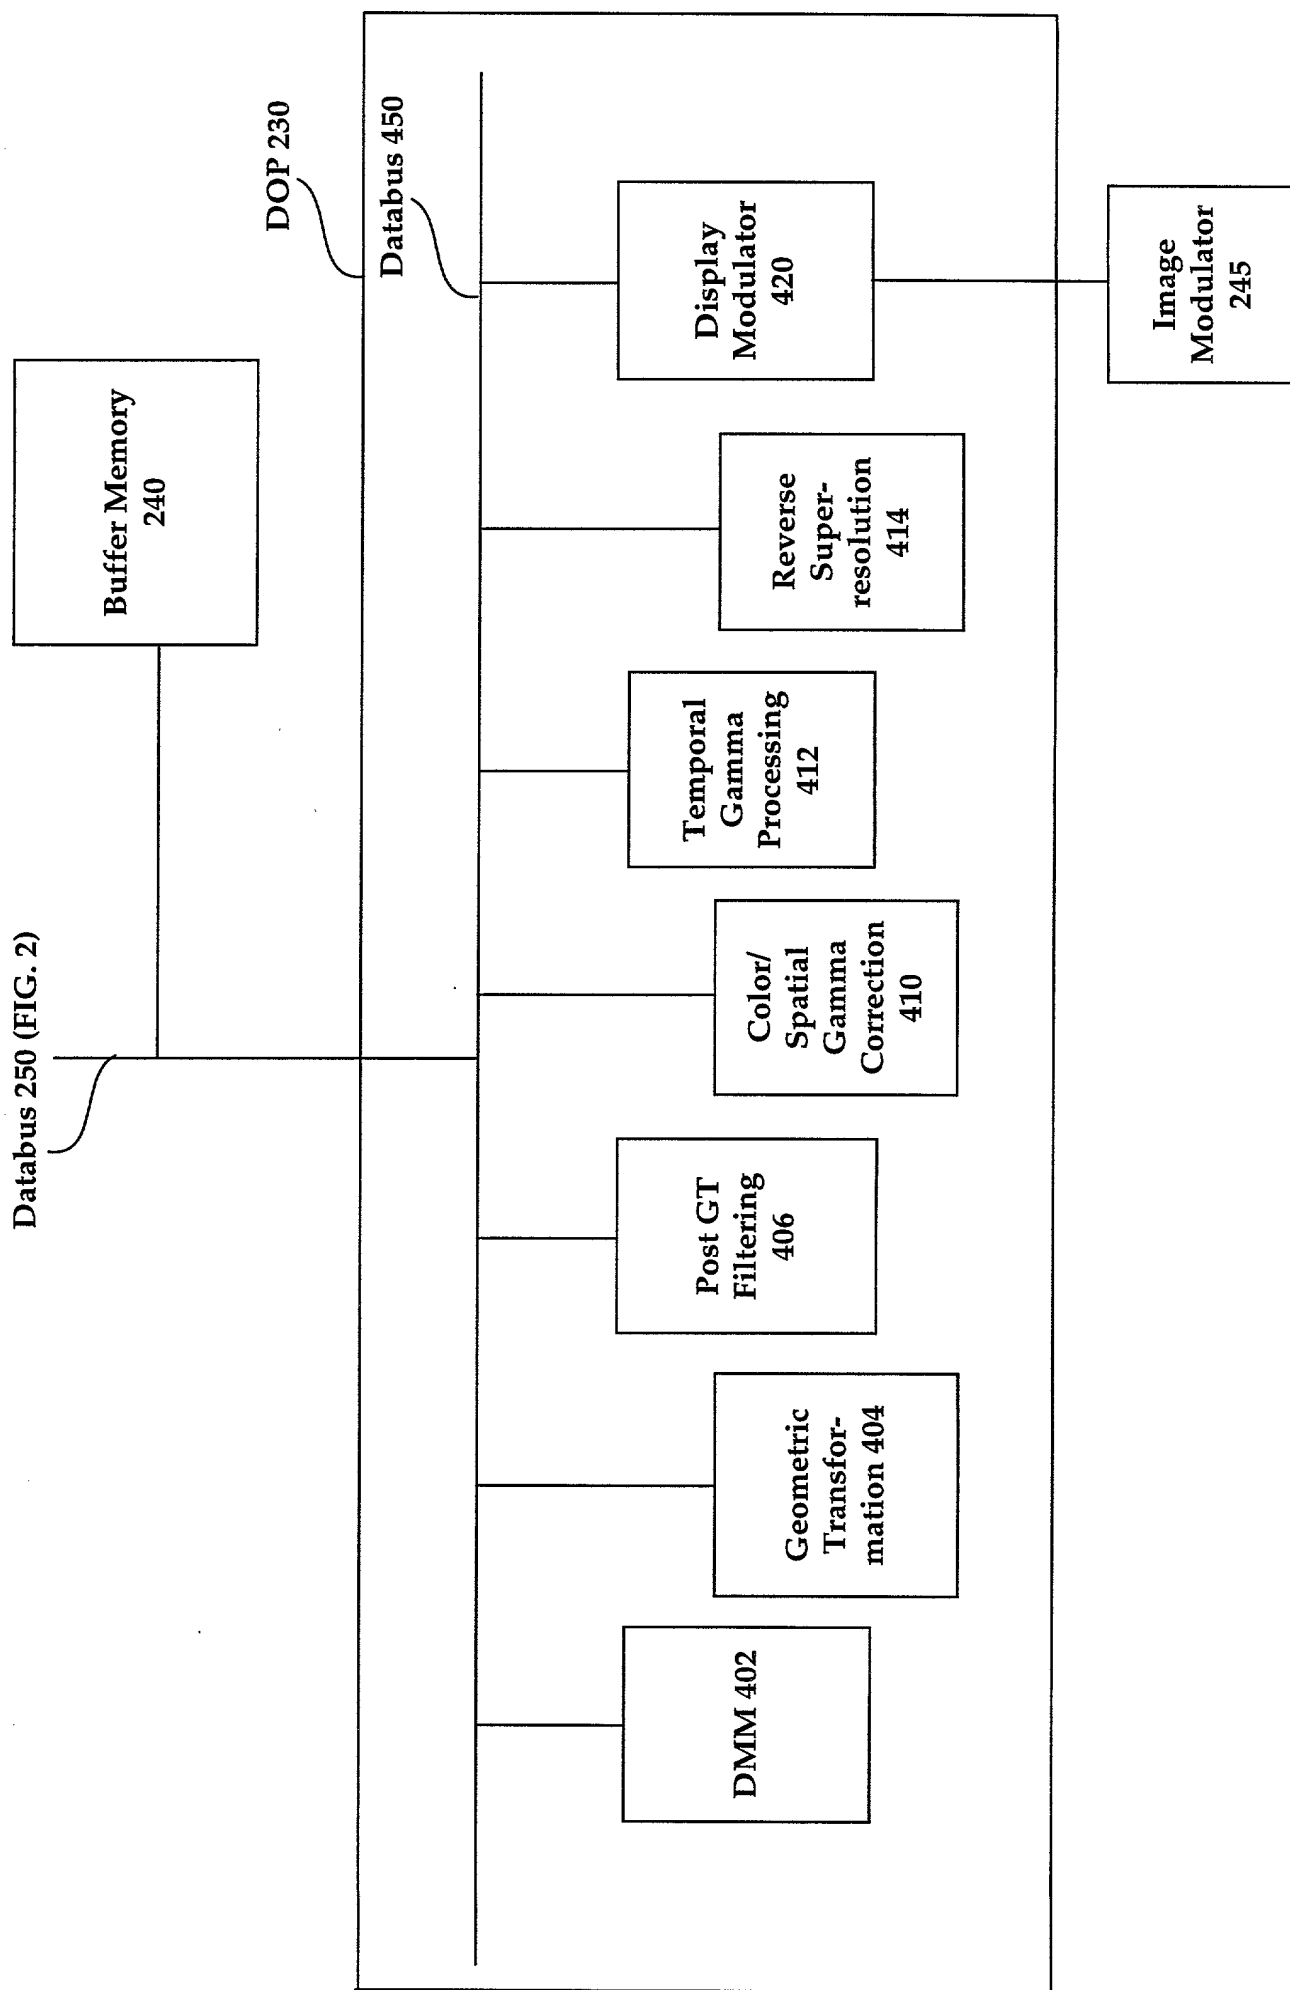 Databus 250 (FIG. 2)
Buffer Memory
240
DOP 230
Databus 450
DMM 402
Geometric
Transfor-
mation 404
Post GT
Filtering
406
Color/
Spatial
Gamma
Correction
410
Temporal
Gamma
Processing
412
Reverse
Super-
resolution
414
Display
Modulator
420
Image
Modulator
245